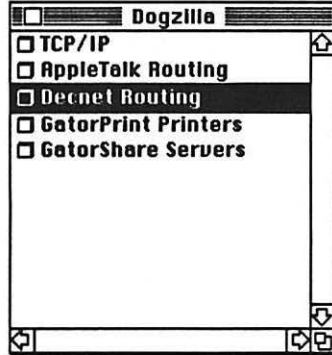 Dogzilla
TCP/IP
AppleTalk Routing
Decnet Routing
GatorPrint Printers
GatorShare Servers